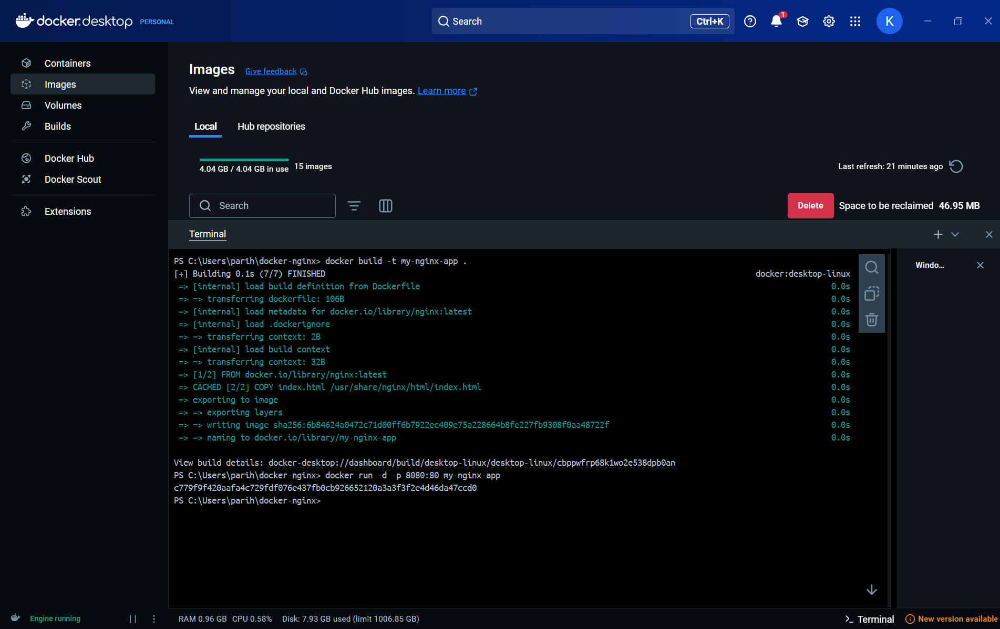 docker.desktop PERSONAL
Search Ctrl+K
1
K
Containers
Images
Volumes
Builds
Docker Hub
Docker Scout
Extensions
Images Give feedback
View and manage your local and Docker Hub images. Learn more
Local Hub repositories
4.04 GB / 4.04 GB in use 15 images
Last refresh: 21 minutes ago
Search
Delete Space to be reclaimed 46.95 MB
Terminal
Windo...
PS C:\Users\parih\docker-nginx> docker build -t my-nginx-app .
[+] Building 0.1s (7/7) FINISHED docker:desktop-linux
=> [internal] load build definition from Dockerfile 0.0s
=> => transferring dockerfile: 106B 0.0s
=> [internal] load metadata for docker.io/library/nginx:latest 0.0s
=> [internal] load .dockerignore 0.0s
=> => transferring context: 2B 0.0s
=> [internal] load build context 0.0s
=> => transferring context: 32B 0.0s
=> [1/2] FROM docker.io/library/nginx:latest 0.0s
=> CACHED [2/2] COPY index.html /usr/share/nginx/html/index.html 0.0s
=> exporting to image 0.0s
=> => exporting layers 0.0s
=> => writing image sha256:6b84624a0472c71d00ff6b7922ec409e75a228664b8fe227fb9308f0aa48722f 0.0s
=> => naming to docker.io/library/my-nginx-app 0.0s
View build details: docker-desktop://dashboard/build/desktop-linux/desktop-linux/cbppwfrp68k1wo2e538dpb0an
PS C:\Users\parih\docker-nginx> docker run -d -p 8080:80 my-nginx-app
c779f9f420aafa4c729fdf076e437fb0cb926652120a3a3f3f2e4d46da47ccd0
PS C:\Users\parih\docker-nginx>
Engine running
RAM 0.96 GB CPU 0.58% Disk: 7.93 GB used (limit 1006.85 GB)
Terminal
New version available